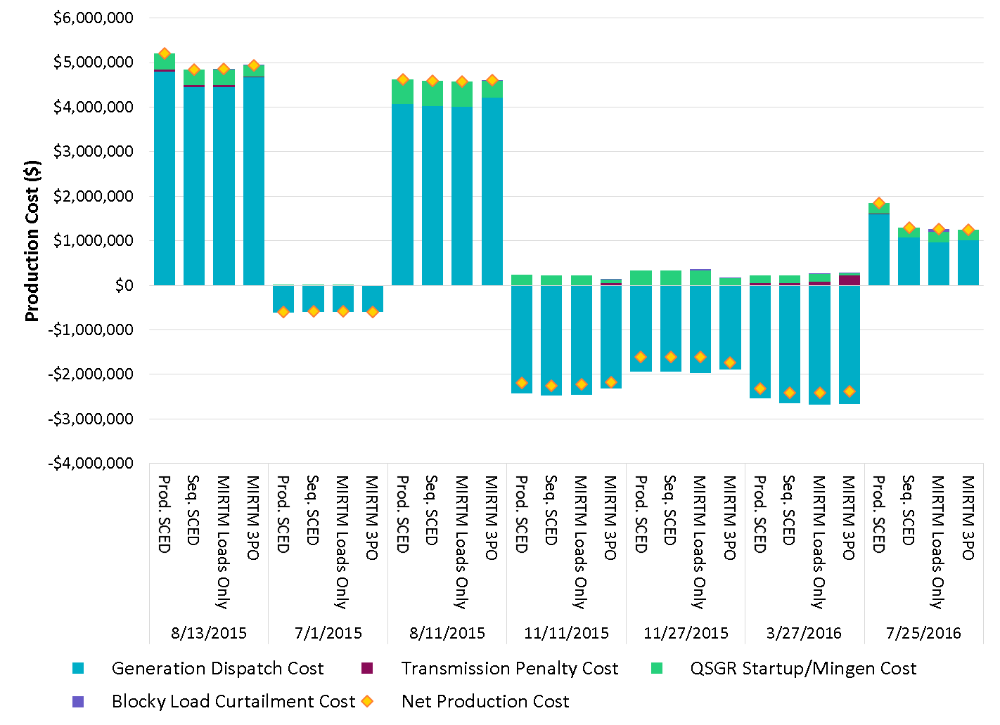 $6,000,000
$5,000,000
$4,000,000
$3,000,000
$2,000,000
$1,000,000
$0
-$1,000,000
-$2,000,000
-$3,000,000
-$4,000,000
Production Cost ($)
Prod. SCED
Seq. SCED
MIRTM Loads Only
MIRTM 3PO
Prod. SCED
Seq. SCED
MIRTM Loads Only
MIRTM 3PO
Prod. SCED
Seq. SCED
MIRTM Loads Only
MIRTM 3PO
Prod. SCED
Seq. SCED
MIRTM Loads Only
MIRTM 3PO
Prod. SCED
Seq. SCED
MIRTM Loads Only
MIRTM 3PO
Prod. SCED
Seq. SCED
MIRTM Loads Only
MIRTM 3PO
Prod. SCED
Seq. SCED
MIRTM Loads Only
MIRTM 3PO
8/13/2015 7/1/2015 8/11/2015 11/11/2015 11/27/2015 3/27/2016 7/25/2016
Generation Dispatch Cost Transmission Penalty Cost QSGR Startup/Mingen Cost
Blocky Load Curtailment Cost Net Production Cost